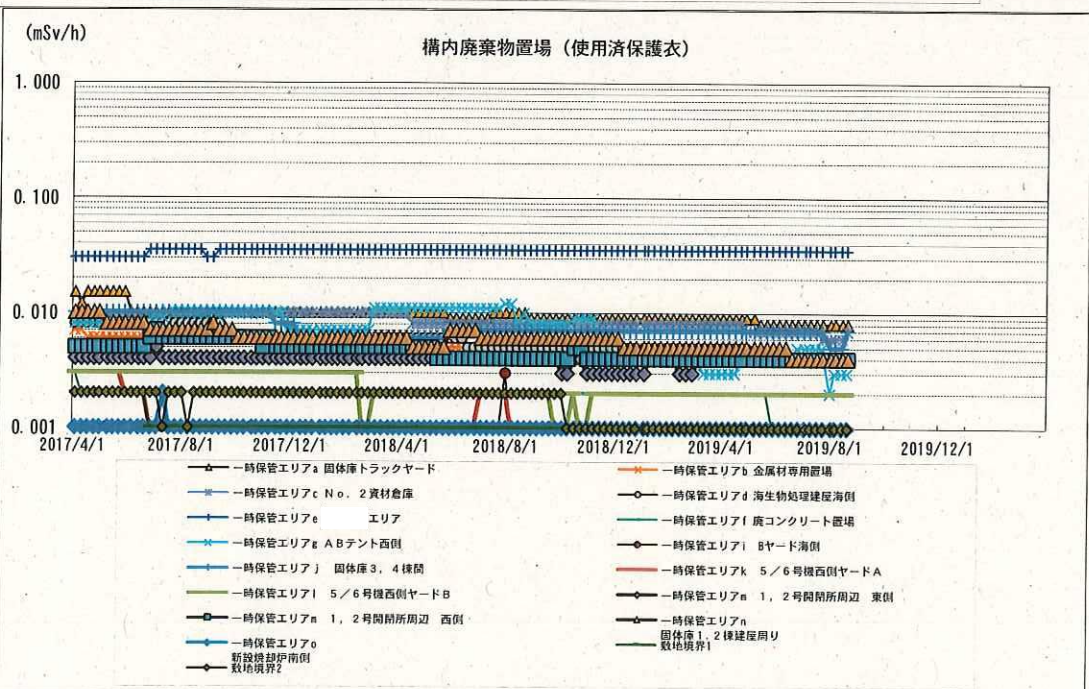 (mSv/h)
構内廃棄物置場（使用済保護衣）
1.000
0.100
0.010
0.001
2017/4/1 2017/8/1 2017/12/1 2018/4/1 2018/8/1 2018/12/1 2019/4/1 2019/8/1 2019/12/1
一時保管エリアa 固体庫トラックヤード
一時保管エリアb 金属材専用置場
一時保管エリアc No．2資材倉庫
一時保管エリアd 海生物処理建屋海側
一時保管エリアe エリア
一時保管エリアf 廃コンクリート置場
一時保管エリアg ABテント西側
一時保管エリアi Bヤード海側
一時保管エリアj 固体庫3，4棟間
一時保管エリアk 5／6号機西側ヤードA
一時保管エリアl 5／6号機西側ヤードB
一時保管エリアm 1，2号開閉所周辺 東側
一時保管エリアm 1，2号開閉所周辺 西側
一時保管エリアn
固体庫1,2棟建屋周り
一時保管エリアo
敷地境界1
新設焼却炉南側
敷地境界2